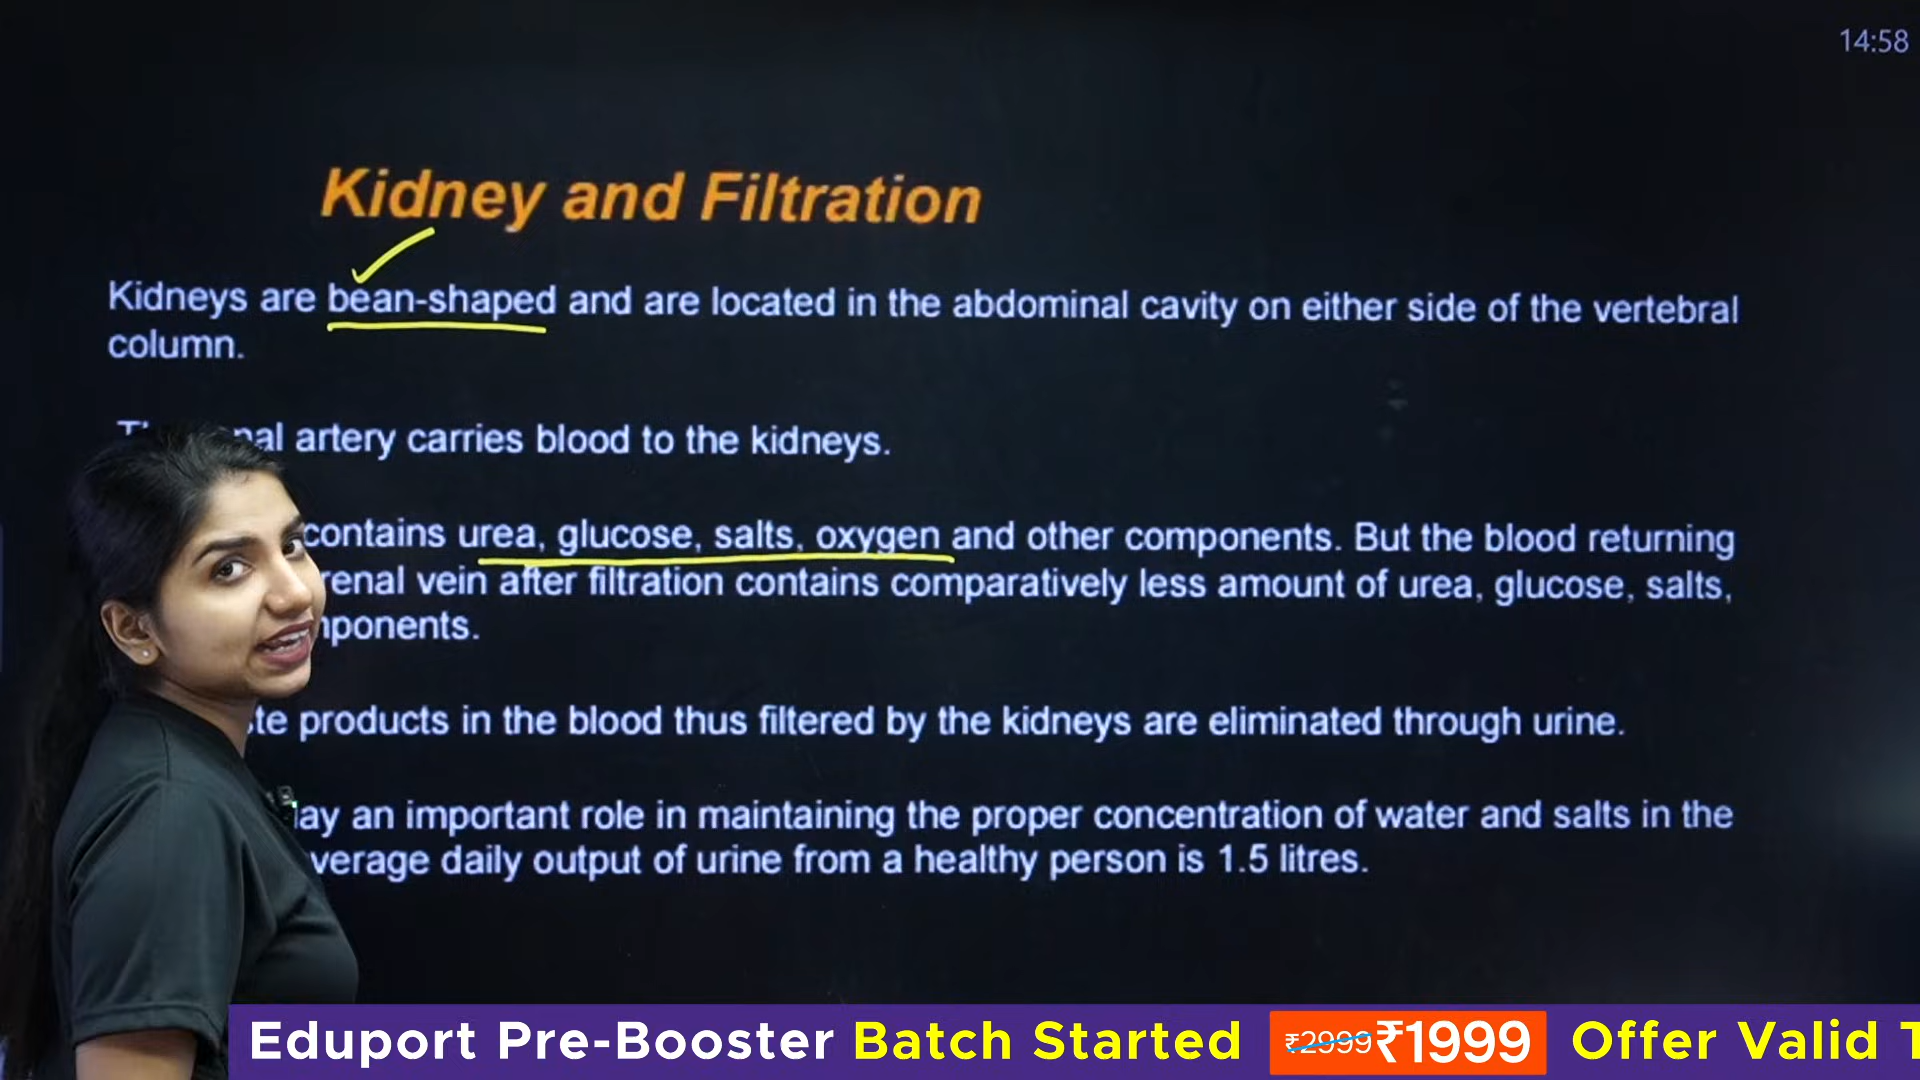 14:58
Kidney and Filtration
Kidneys are bean-shaped and are located in the abdominal cavity on either side of the vertebral
column.
artery carries blood to the kidneys.
contains urea, glucose, salts, oxygen and other components. But the blood returning
renal vein after filtration contains comparatively less amount of urea, glucose, salts,
products in the blood thus filtered by the kidneys are eliminated through urine.
an important role in maintaining the proper concentration of water and salts in the
daily output of urine from a healthy person is 1.5 litres.
Eduport Pre-Booster Batch Started ₹2999 ₹1999 Offer Valid